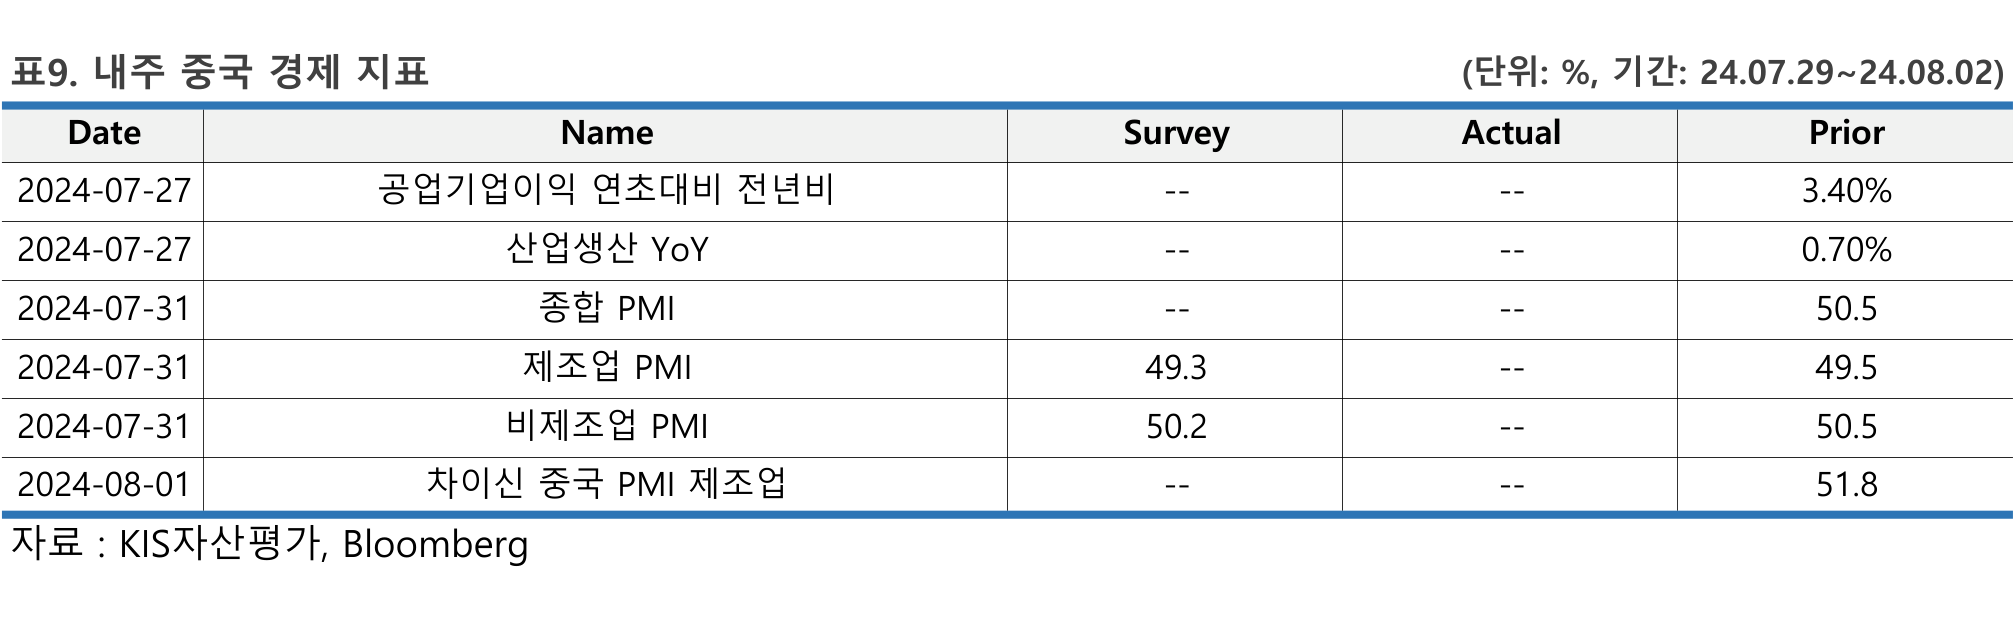 표9. 내주 중국 경제 지표 (단위: %, 기간: 24.07.29~24.08.02)
Date Name Survey Actual Prior
2024-07-27 공업기업이익 연초대비 전년비 -- -- 3.40%
2024-07-27 산업생산 YoY -- -- 0.70%
2024-07-31 종합 PMI -- -- 50.5
2024-07-31 제조업 PMI 49.3 -- 49.5
2024-07-31 비제조업 PMI 50.2 -- 50.5
2024-08-01 차이신 중국 PMI 제조업 -- -- 51.8
자료 : KIS자산평가, Bloomberg